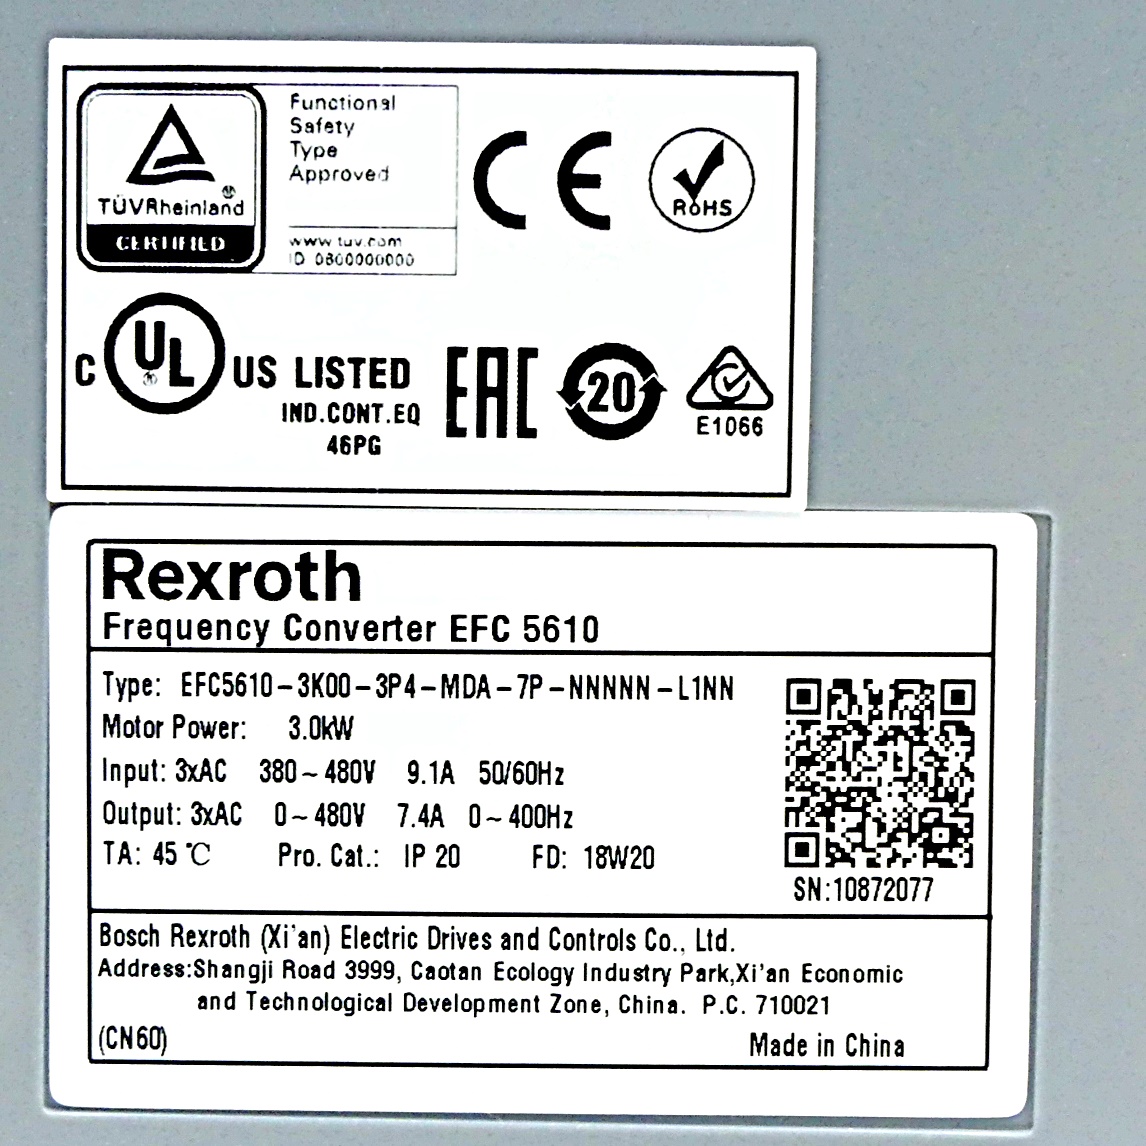 Functional
Safety
Type
Approved
TÜVRheinland
CERTIFIED
www.tuv.com
ID 0600000000
CE
RoHS
C UL US LISTED
IND.CONT.EQ
46PG
EAC
20
E1066
Rexroth
Frequency Converter EFC 5610
Type: EFC5610-3K00-3P4-MDA-7P-NNNNN-L1NN
Motor Power: 3.0kW
Input: 3xAC 380~480V 9.1A 50/60Hz
Output: 3xAC 0~480V 7.4A 0~400Hz
TA: 45℃ Pro. Cat.: IP 20 FD: 18W20
SN:10872077
Bosch Rexroth (Xi'an) Electric Drives and Controls Co., Ltd.
Address:Shangji Road 3999, Caotan Ecology Industry Park,Xi'an Economic
and Technological Development Zone, China. P.C. 710021
(CN60)
Made in China